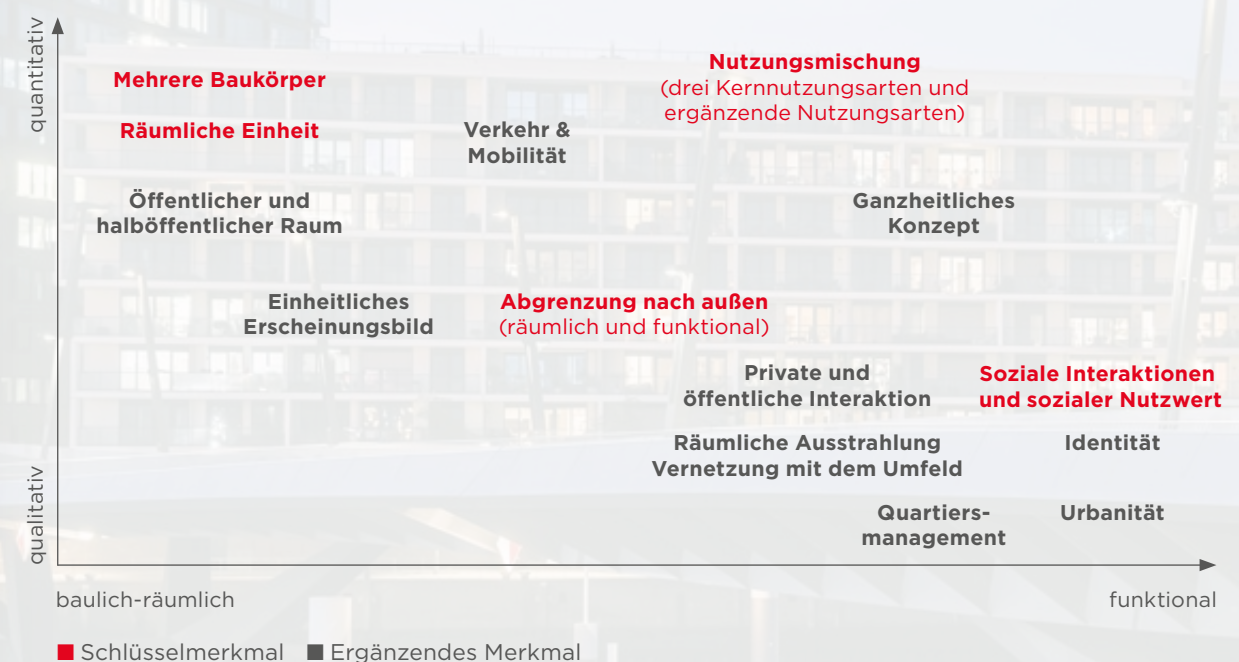 quantitativ
Mehrere Baukörper
Nutzungsmischung
(drei Kernnutzungsarten und
ergänzende Nutzungsarten)
Räumliche Einheit
Verkehr &
Mobilität
Öffentlicher und
halböffentlicher Raum
Ganzheitliches
Konzept
Einheitliches
Erscheinungsbild
Abgrenzung nach außen
(räumlich und funktional)
Private und
öffentliche Interaktion
Soziale Interaktionen
und sozialer Nutzwert
Räumliche Ausstrahlung
Vernetzung mit dem Umfeld
Identität
Quartiers-
management
Urbanität
qualitativ
baulich-räumlich
funktional
Schlüsselmerkmal
Ergänzendes Merkmal